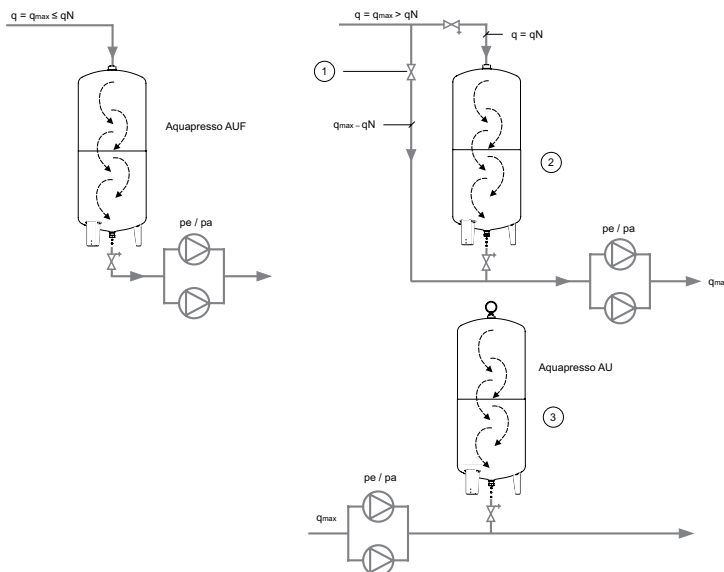 q = qmax ≤ qN
Aquapresso AUF
pe / pa
q = qmax > qN
q = qN
1
qmax – qN
2
pe / pa
qma
Aquapresso AU
3
pe / pa
qmax